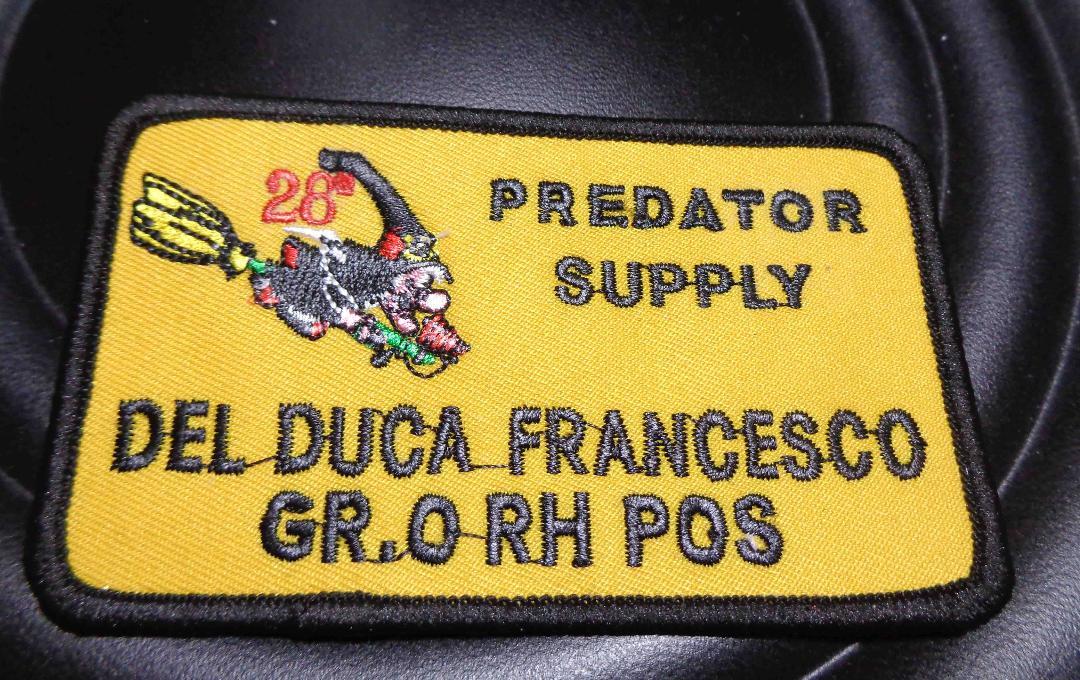 28°
PREDATOR
SUPPLY
DEL DUCA FRANCESCO
GR.O RH POS